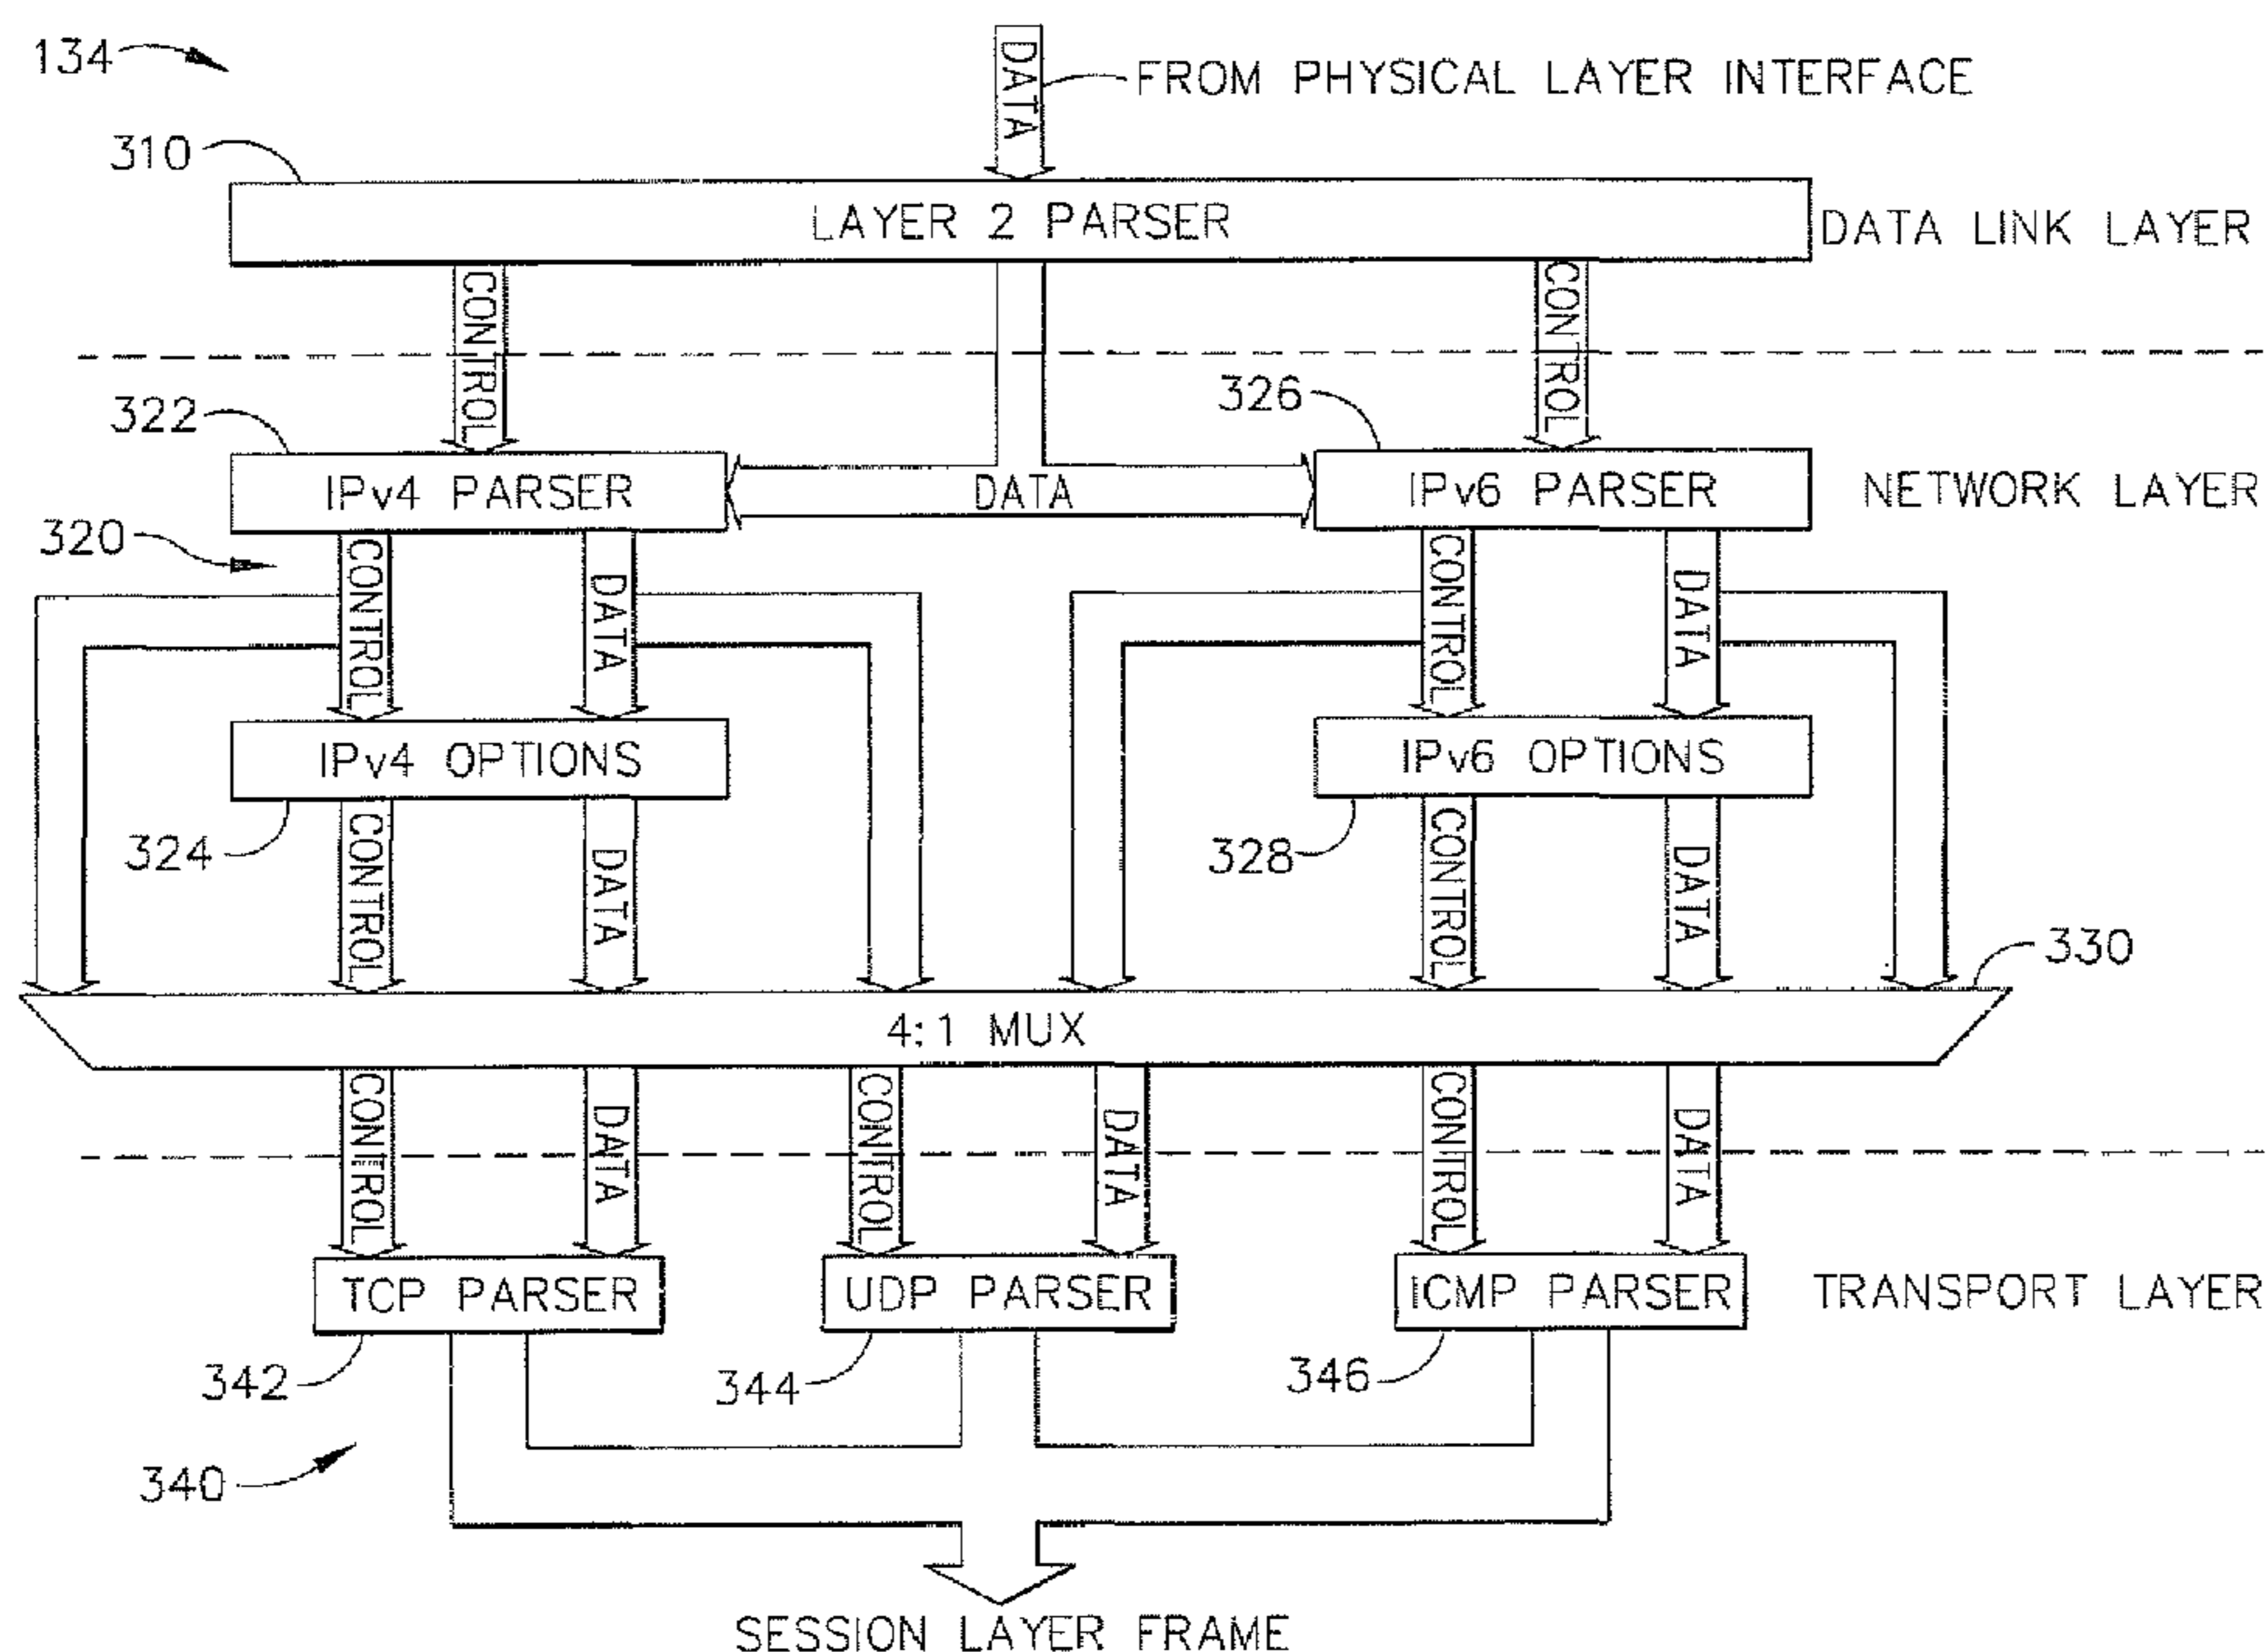 134
DATA
FROM PHYSICAL LAYER INTERFACE
310
LAYER 2 PARSER
DATA LINK LAYER
CONTROL
CONTROL
322
326
IPv4 PARSER
DATA
IPv6 PARSER
NETWORK LAYER
320
CONTROL
DATA
CONTROL
DATA
IPv4 OPTIONS
IPv6 OPTIONS
324
CONTROL
DATA
328
CONTROL
DATA
330
4:1 MUX
CONTROL
DATA
CONTROL
DATA
CONTROL
DATA
TCP PARSER
UDP PARSER
ICMP PARSER
TRANSPORT LAYER
342
344
346
340
SESSION LAYER FRAME